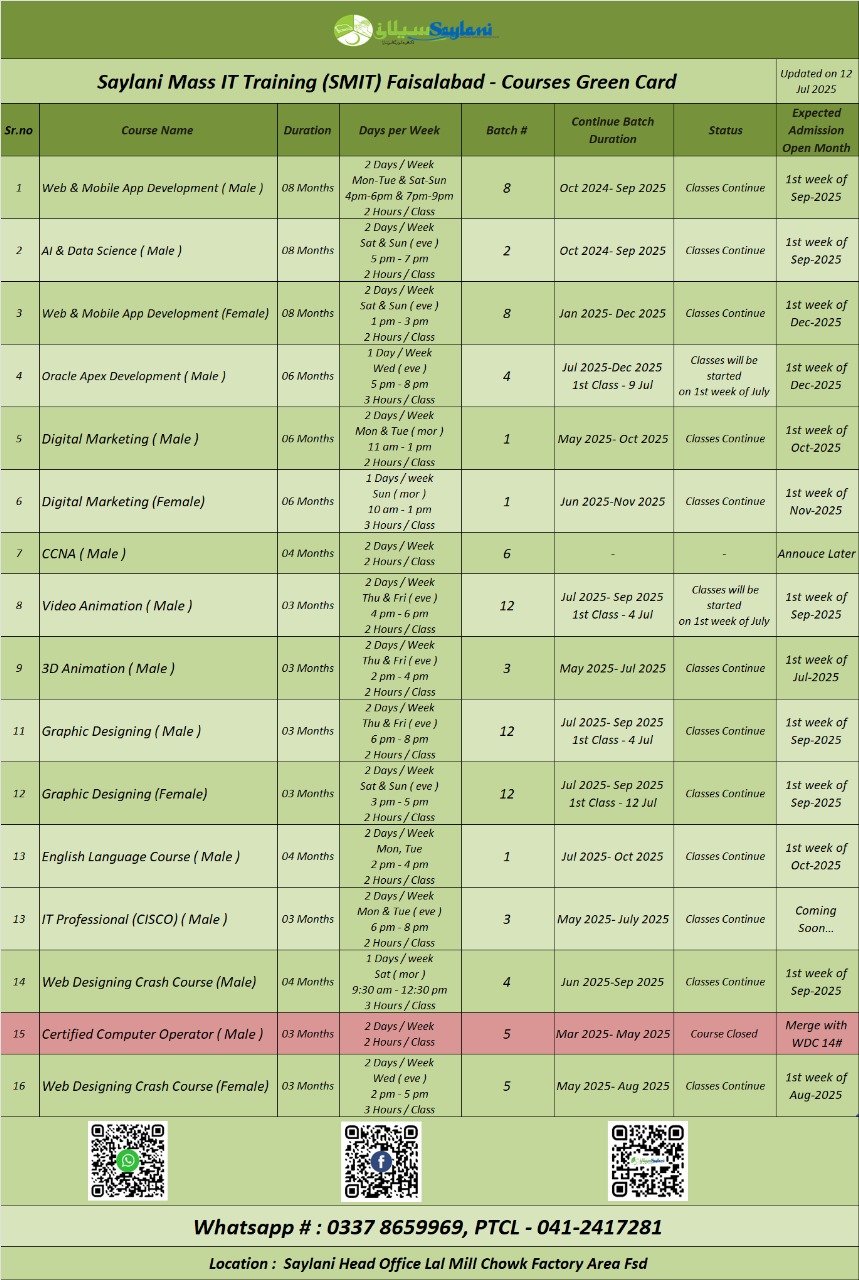 سیلانی Saylani
Saylani Mass IT Training (SMIT) Faisalabad - Courses Green Card
Updated on 12
Jul 2025
Sr.no Course Name Duration Days per Week Batch # Continue Batch Duration Status Expected Admission Open Month
1 Web & Mobile App Development ( Male ) 08 Months 2 Days / Week Mon-Tue & Sat-Sun 4pm-6pm & 7pm-9pm 2 Hours / Class 8 Oct 2024- Sep 2025 Classes Continue 1st week of Sep-2025
2 AI & Data Science ( Male ) 08 Months 2 Days / Week Sat & Sun ( eve ) 5 pm - 7 pm 2 Hours / Class 2 Oct 2024- Sep 2025 Classes Continue 1st week of Sep-2025
3 Web & Mobile App Development (Female) 08 Months 2 Days / Week Sat & Sun ( eve ) 1 pm - 3 pm 2 Hours / Class 8 Jan 2025- Dec 2025 Classes Continue 1st week of Dec-2025
4 Oracle Apex Development ( Male ) 06 Months 1 Day / Week Wed ( eve ) 5 pm - 8 pm 3 Hours / Class 4 Jul 2025-Dec 2025 1st Class - 9 Jul Classes will be started on 1st week of July 1st week of Dec-2025
5 Digital Marketing ( Male ) 06 Months 2 Days / Week Mon & Tue ( mor ) 11 am - 1 pm 2 Hours / Class 1 May 2025- Oct 2025 Classes Continue 1st week of Oct-2025
6 Digital Marketing (Female) 06 Months 1 Days / week Sun ( mor ) 10 am - 1 pm 3 Hours / Class 1 Jun 2025-Nov 2025 Classes Continue 1st week of Nov-2025
7 CCNA ( Male ) 04 Months 2 Days / Week 2 Hours / Class 6 - - Annouce Later
8 Video Animation ( Male ) 03 Months 2 Days / Week Thu & Fri ( eve ) 4 pm - 6 pm 2 Hours / Class 12 Jul 2025- Sep 2025 1st Class - 4 Jul Classes will be started on 1st week of July 1st week of Sep-2025
9 3D Animation ( Male ) 03 Months 2 Days / Week Thu & Fri ( eve ) 2 pm - 4 pm 2 Hours / Class 3 May 2025- Jul 2025 Classes Continue 1st week of Jul-2025
11 Graphic Designing ( Male ) 03 Months 2 Days / Week Thu & Fri ( eve ) 6 pm - 8 pm 2 Hours / Class 12 Jul 2025- Sep 2025 1st Class - 4 Jul Classes Continue 1st week of Sep-2025
12 Graphic Designing (Female) 03 Months 2 Days / Week Sat & Sun ( eve ) 3 pm - 5 pm 2 Hours / Class 12 Jul 2025- Sep 2025 1st Class - 12 Jul Classes Continue 1st week of Sep-2025
13 English Language Course ( Male ) 04 Months 2 Days / Week Mon, Tue 2 pm - 4 pm 2 Hours / Class 1 Jul 2025- Oct 2025 Classes Continue 1st week of Oct-2025
13 IT Professional (CISCO) ( Male ) 03 Months 2 Days / Week Mon & Tue ( eve ) 6 pm - 8 pm 2 Hours / Class 3 May 2025- July 2025 Classes Continue Coming Soon...
14 Web Designing Crash Course (Male) 04 Months 1 Days / week Sat ( mor ) 9:30 am - 12:30 pm 3 Hours / Class 4 Jun 2025-Sep 2025 Classes Continue 1st week of Sep-2025
15 Certified Computer Operator ( Male ) 03 Months 2 Days / Week 2 Hours / Class 5 Mar 2025- May 2025 Course Closed Merge with WDC 14#
16 Web Designing Crash Course (Female) 03 Months 2 Days / Week Wed ( eve ) 2 pm - 5 pm 3 Hours / Class 5 May 2025- Aug 2025 Classes Continue 1st week of Aug-2025
Whatsapp # : 0337 8659969, PTCL - 041-2417281
Location : Saylani Head Office Lal Mill Chowk Factory Area Fsd